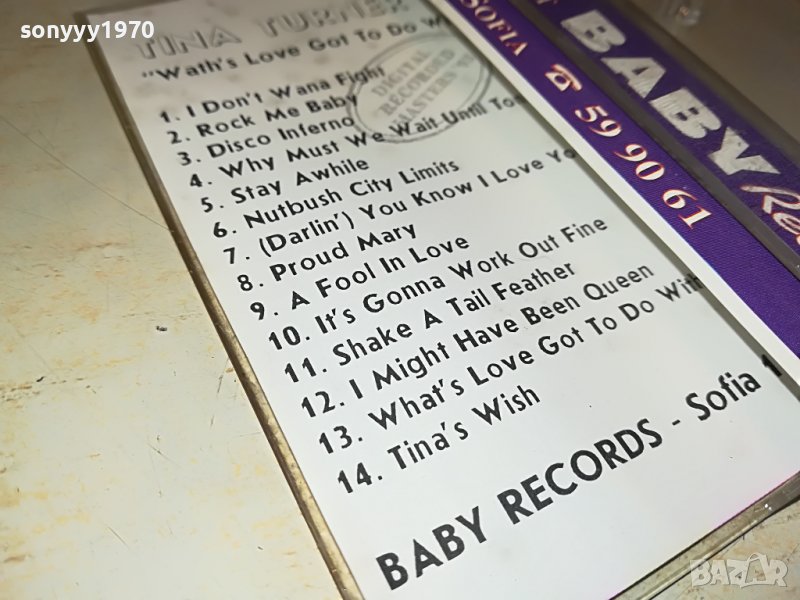 sonyyy1970
TINA TURNER
"Wath's Love Got To Do
1. I Don't Wana Fight
2. Rock Me Baby
3. Disco Inferno
4. Why Must We Wait Until
5. Stay Awhile
6. Nutbush City Limits
7. (Darlin') You Know I Love
8. Proud Mary
9. A Fool In Love
10. It's Gonna Work Out Fine
11. Shake A Tail Feather
12. I Might Have Been Queen
13. What's Love Got To Do With
14. Tina's Wish
BABY RECORDS - Sofia 1
DIGITAL
RECORDED
MASTERS
SOFIA ☎ 59 90 61
BABY
BAZAR